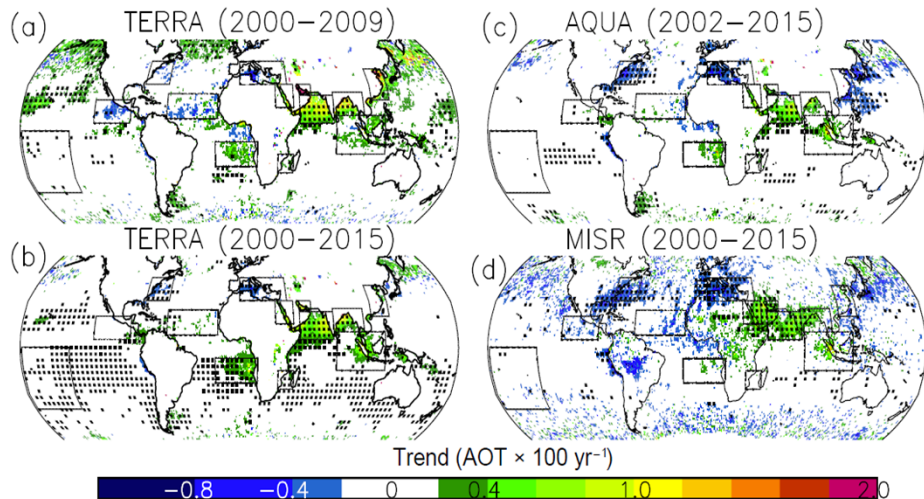 (a) TERRA (2000−2009)
(c) AQUA (2002−2015)
(b) TERRA (2000−2015)
(d) MISR (2000−2015)
Trend (AOT × 100 yr⁻¹)
−0.8 −0.4 0 0.4 1.0 2.0